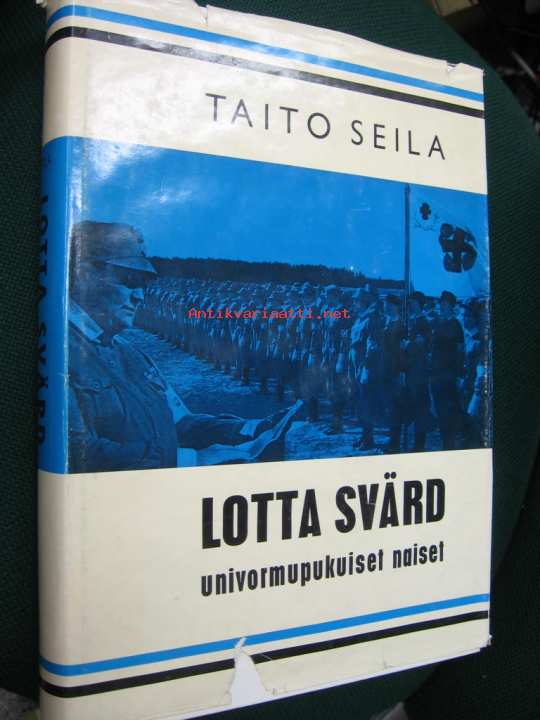 TAITO SEILA
Antikvariaatti.net
LOTTA SVÄRD
univormupukuiset naiset
LOTTA SVÄRD